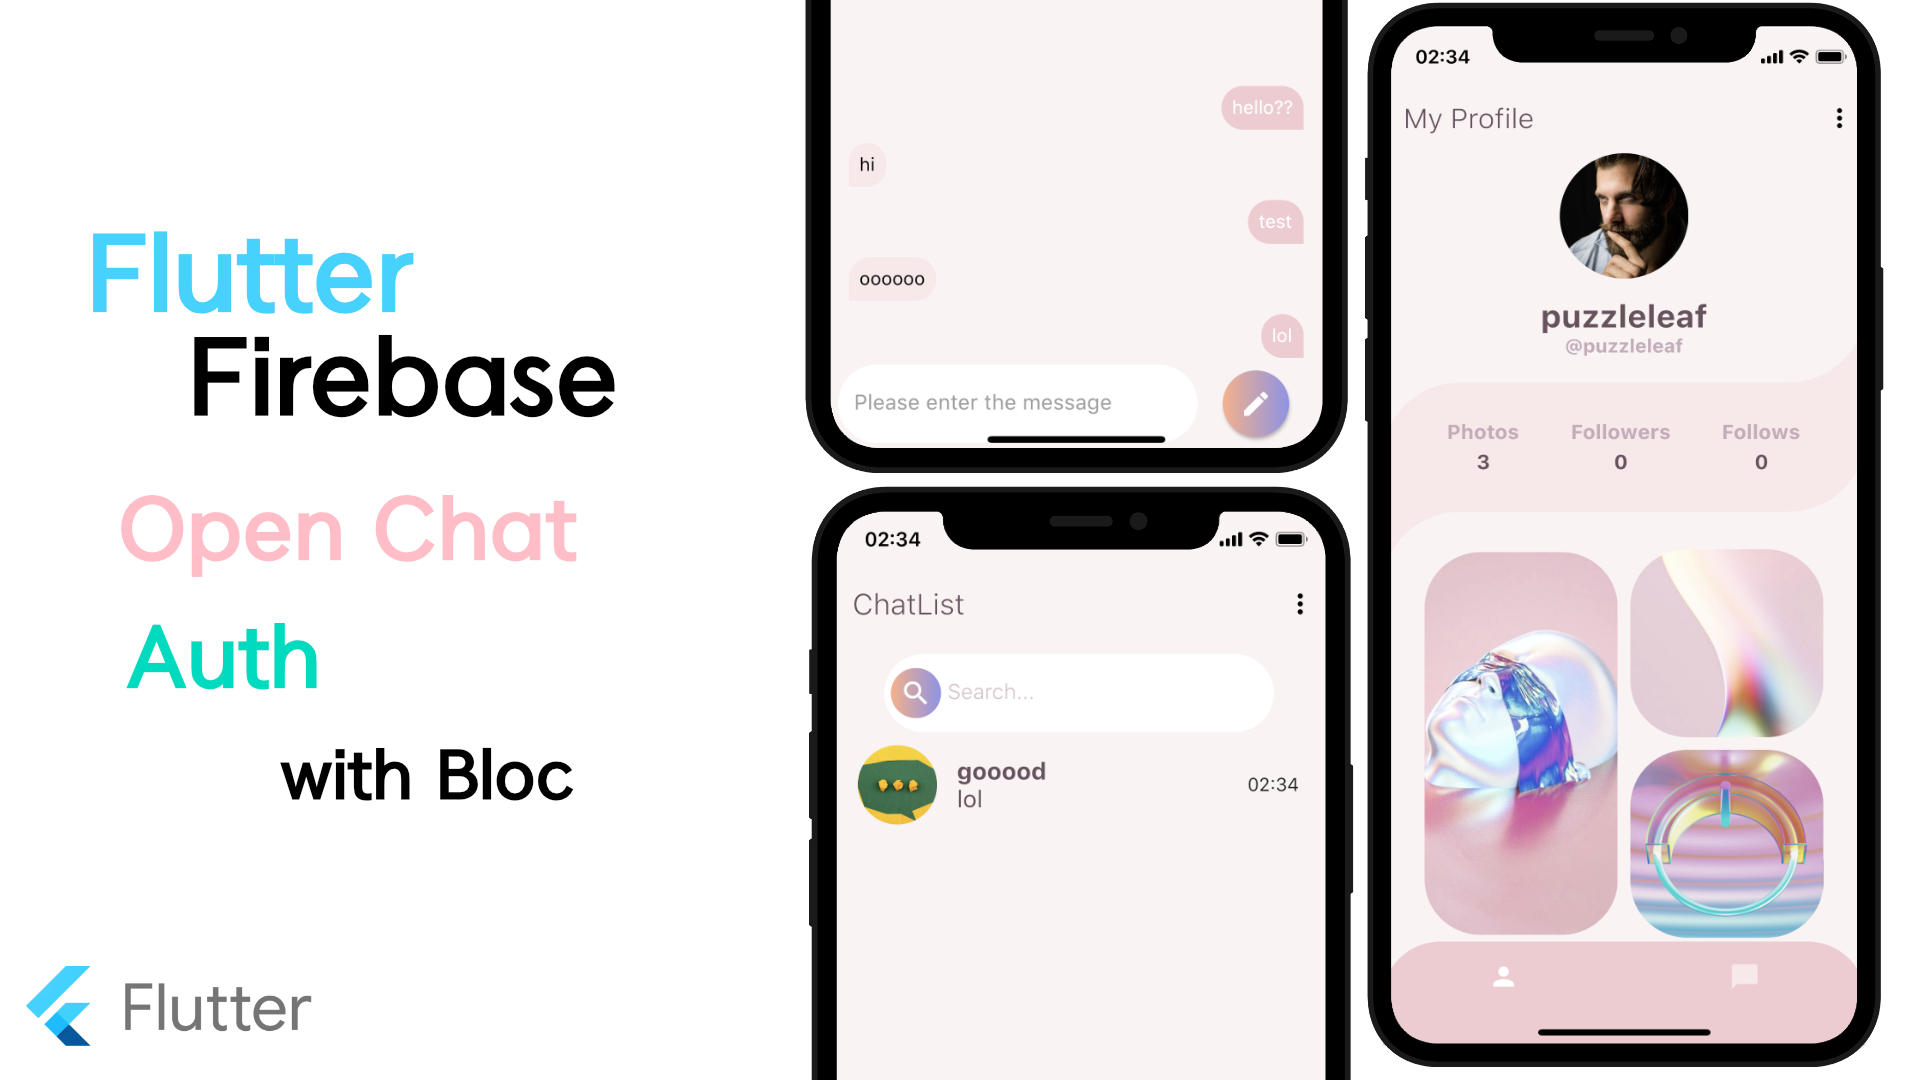 Flutter
Firebase
Open Chat
Auth
with Bloc
Flutter
hello??
hi
test
oooooo
lol
Please enter the message
02:34
ChatList
Search...
gooood
lol
02:34
02:34
My Profile
puzzleleaf
@puzzleleaf
Photos Followers Follows
3 0 0